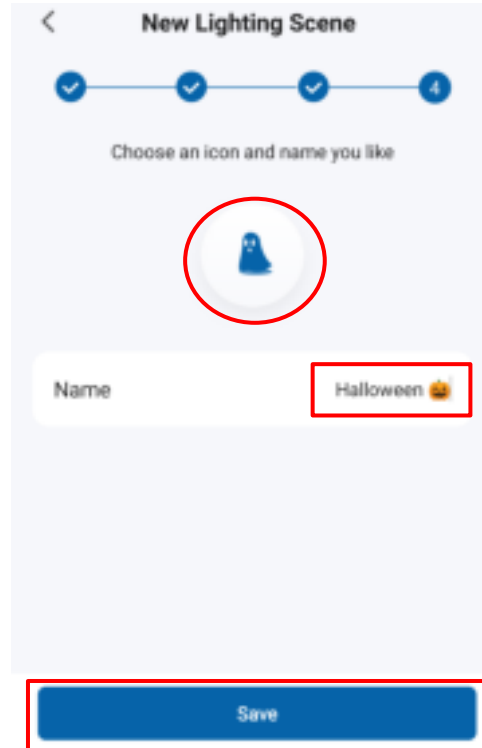 New Lighting Scene
4
Choose an icon and name you like
Name Halloween 🎃
Save